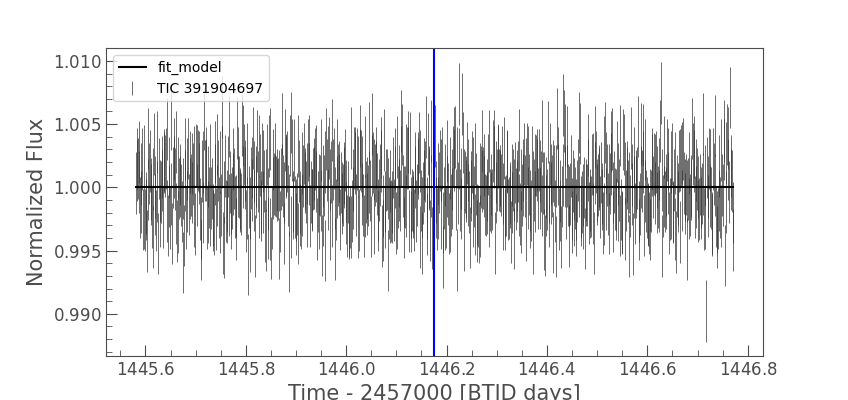 fit_model
TIC 391904697
1.010
1.005
1.000
0.995
0.990
Normalized Flux
1445.6 1445.8 1446.0 1446.2 1446.4 1446.6 1446.8
Time - 2457000 [BTJD days]